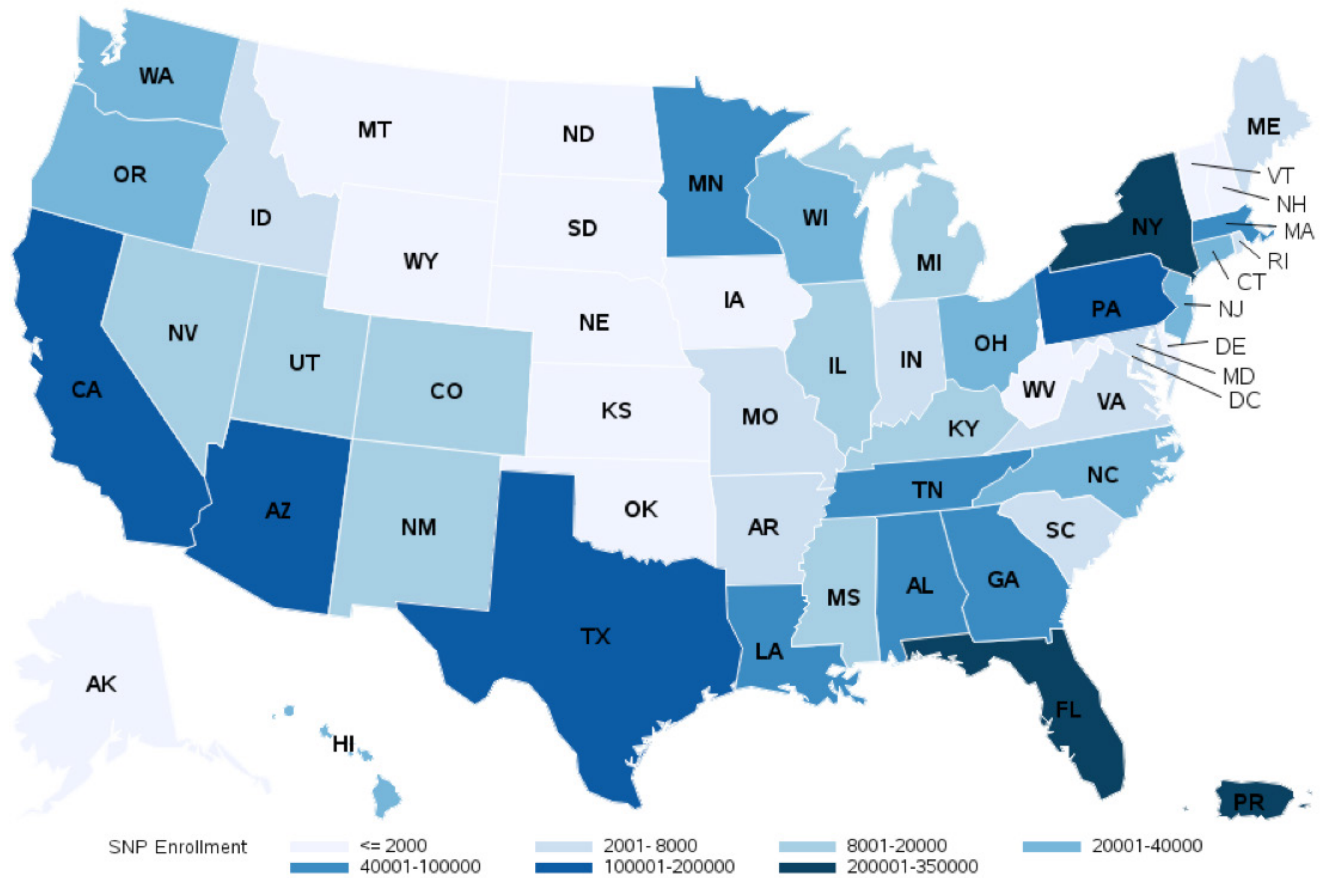 WA
MT
ND
ME
OR
MN
VT
ID
SD
WI
NH
NY
MA
WY
MI
RI
CT
IA
PA
NJ
NE
NV
OH
DE
UT
IN
IL
MD
CA
CO
WV
DC
KS
MO
VA
KY
NC
TN
AZ
OK
NM
AR
SC
GA
AL
MS
TX
LA
AK
FL
HI
PR
SNP Enrollment <= 2000 2001- 8000 8001-20000 20001-40000
40001-100000 100001-200000 200001-350000